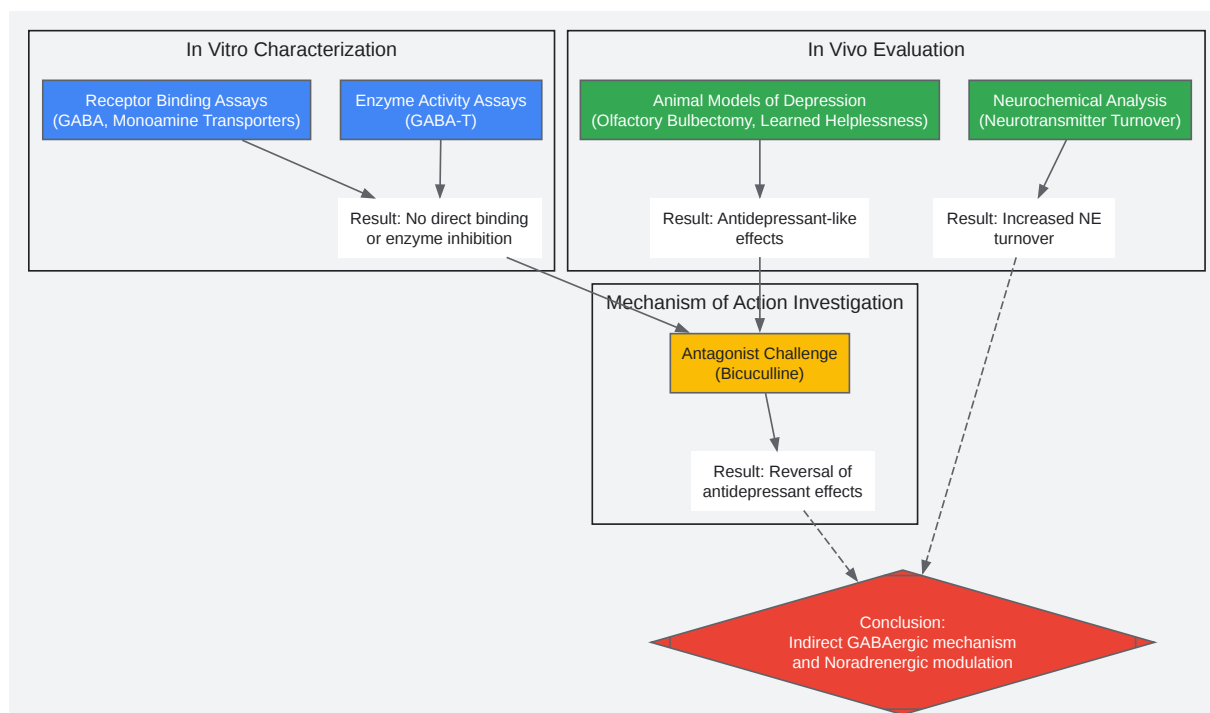 In Vitro Characterization
Receptor Binding Assays
(GABA, Monoamine Transporters)
Enzyme Activity Assays
(GABA-T)
Result: No direct binding
or enzyme inhibition
In Vivo Evaluation
Animal Models of Depression
(Olfactory Bulbectomy, Learned Helplessness)
Neurochemical Analysis
(Neurotransmitter Turnover)
Result: Antidepressant-like
effects
Result: Increased NE
turnover
Mechanism of Action Investigation
Antagonist Challenge
(Bicuculline)
Result: Reversal of
antidepressant effects
Conclusion:
Indirect GABAergic mechanism
and Noradrenergic modulation